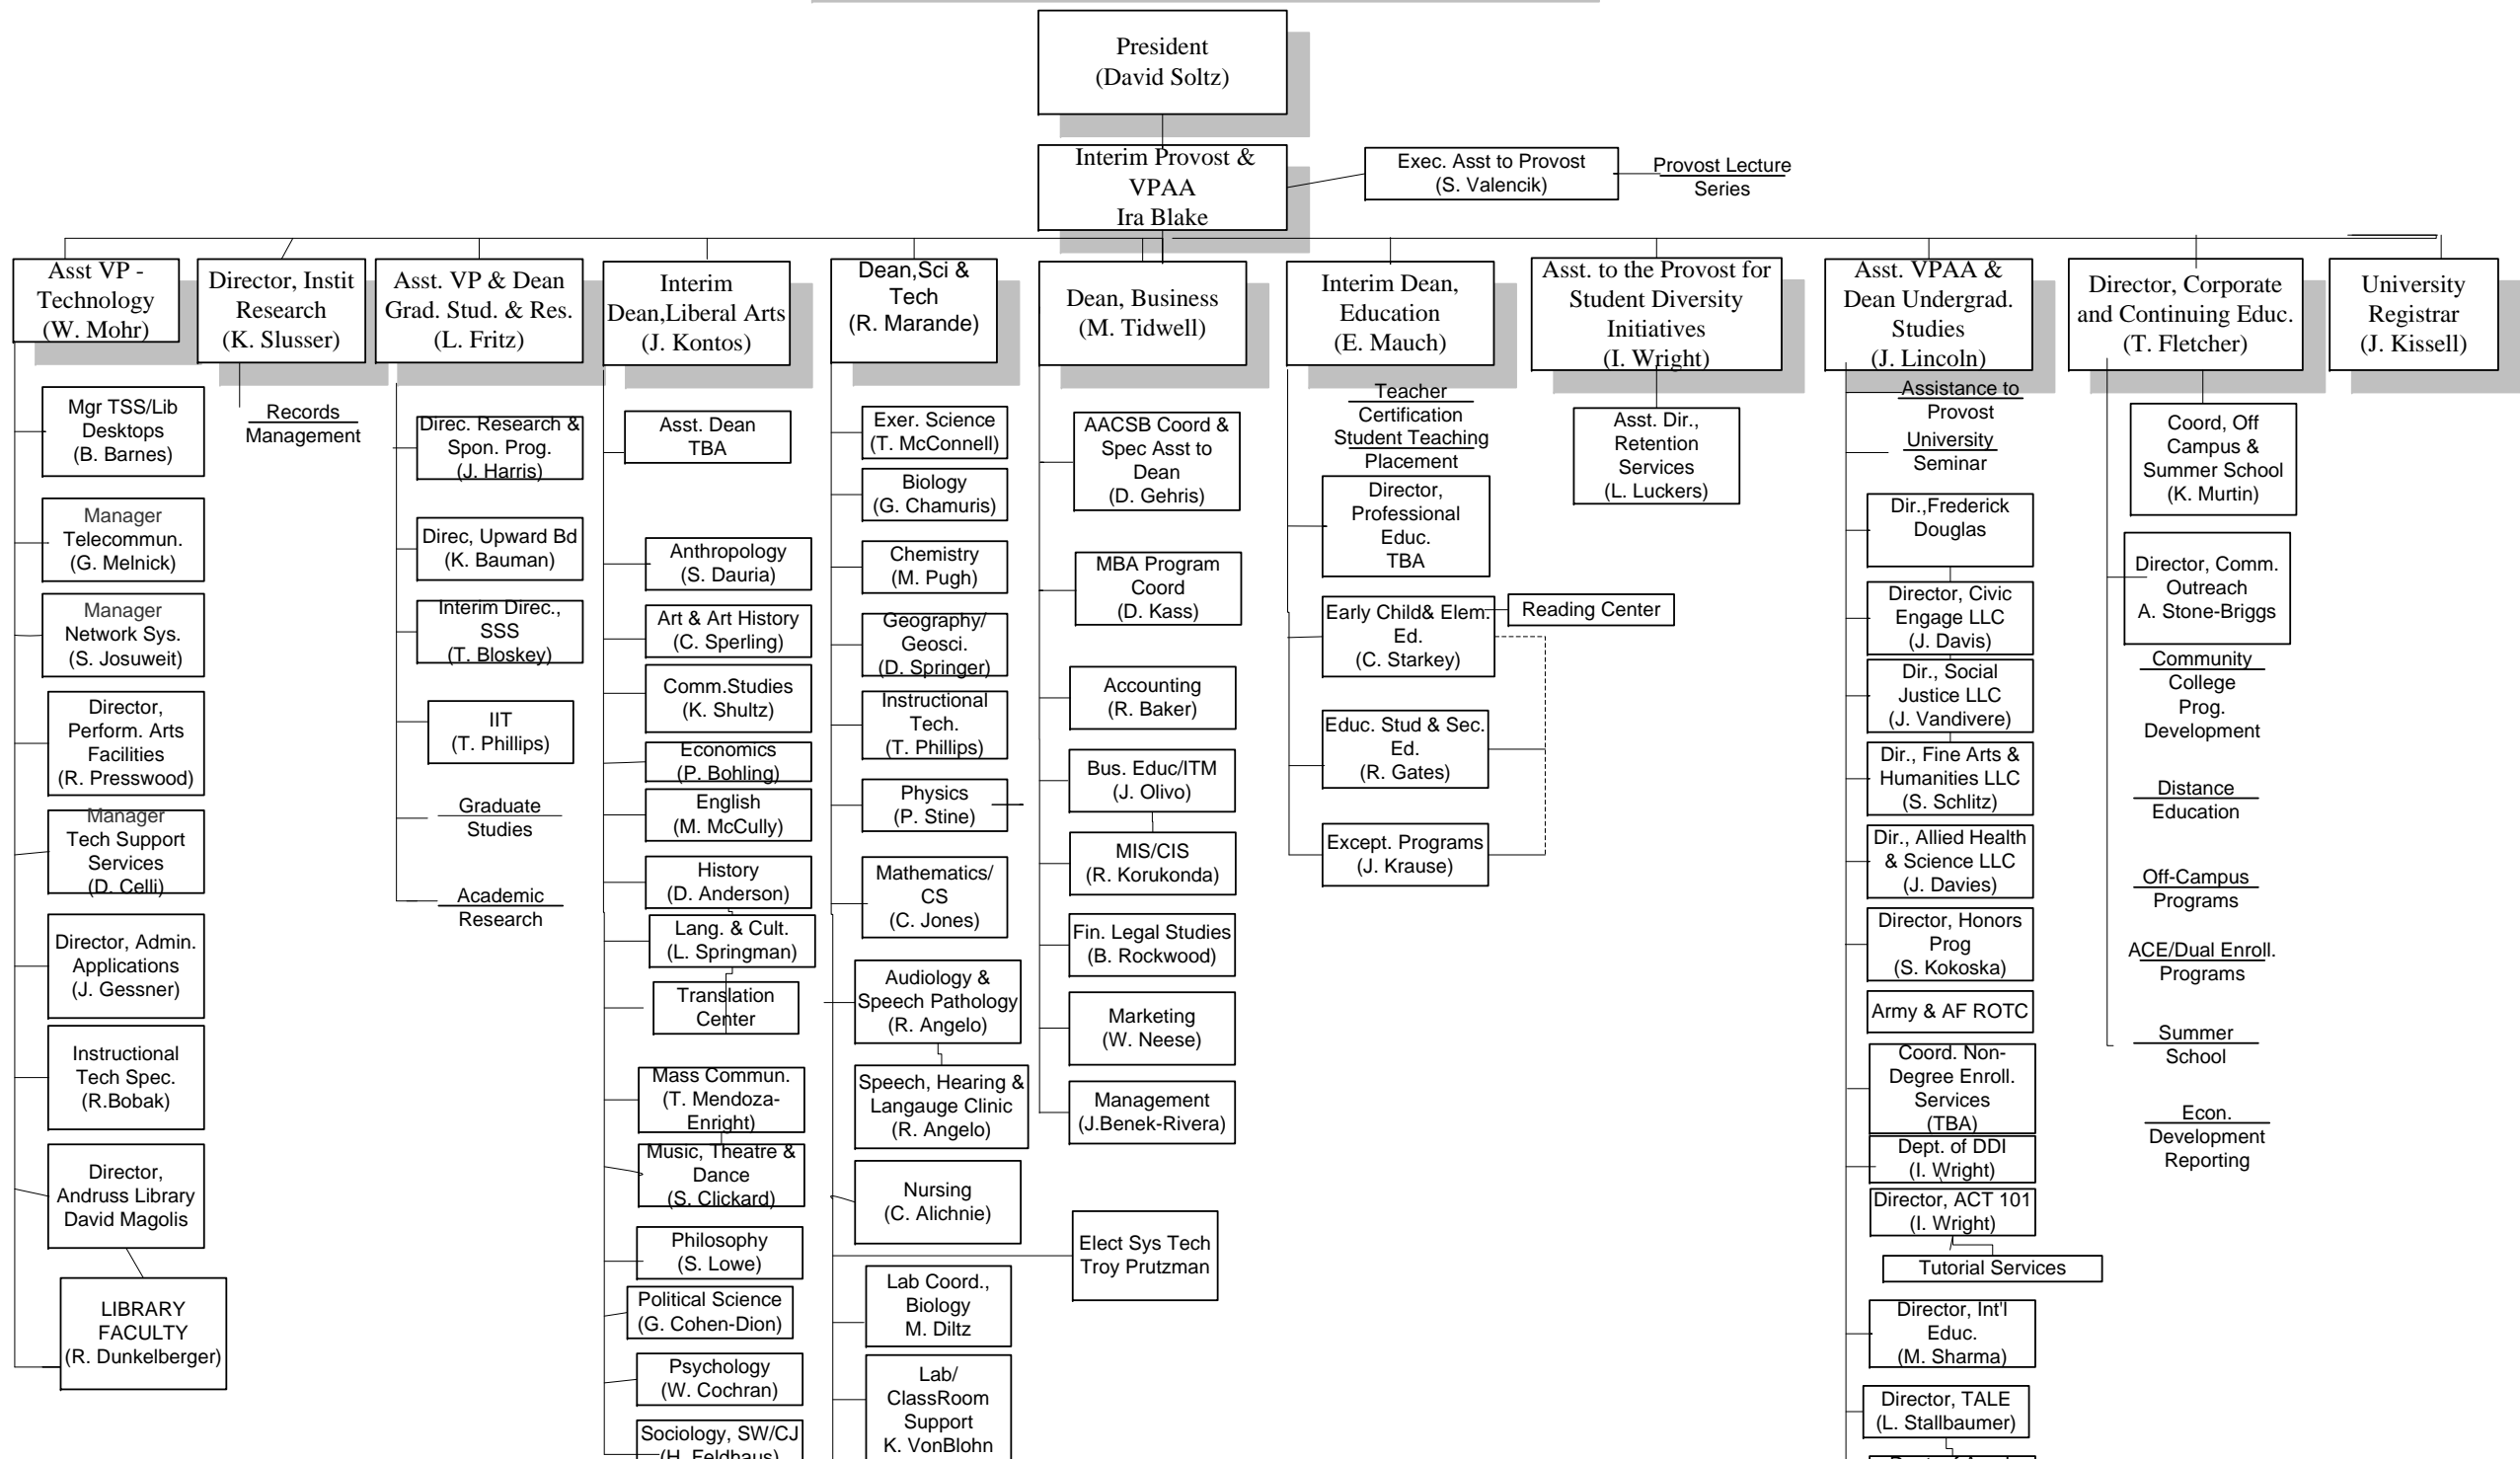 President
(David Soltz)
Interim Provost &
VPAA
Ira Blake
Exec. Asst to Provost
(S. Valencik)
Provost Lecture
Series
Asst VP -
Technology
(W. Mohr)
Mgr TSS/Lib
Desktops
(B. Barnes)
Manager
Telecommun.
(G. Melnick)
Manager
Network Sys.
(S. Josuweit)
Director,
Perform. Arts
Facilities
(R. Presswood)
Manager
Tech Support
Services
(D. Celli)
Director, Admin.
Applications
(J. Gessner)
Instructional
Tech Spec.
(R.Bobak)
Director,
Andruss Library
David Magolis
LIBRARY
FACULTY
(R. Dunkelberger)
Director, Instit
Research
(K. Slusser)
Records
Management
Asst. VP & Dean
Grad. Stud. & Res.
(L. Fritz)
Direc. Research &
Spon. Prog.
(J. Harris)
Direc, Upward Bd
(K. Bauman)
Interim Direc.,
SSS
(T. Bloskey)
IIT
(T. Phillips)
Graduate
Studies
Academic
Research
Interim
Dean,Liberal Arts
(J. Kontos)
Asst. Dean
TBA
Anthropology
(S. Dauria)
Art & Art History
(C. Sperling)
Comm.Studies
(K. Shultz)
Economics
(P. Bohling)
English
(M. McCully)
History
(D. Anderson)
Lang. & Cult.
(L. Springman)
Translation
Center
Mass Commun.
(T. Mendoza-
Enright)
Music, Theatre &
Dance
(S. Clickard)
Philosophy
(S. Lowe)
Political Science
(G. Cohen-Dion)
Psychology
(W. Cochran)
Sociology, SW/CJ
(H. Feldhaus)
Dean,Sci &
Tech
(R. Marande)
Exer. Science
(T. McConnell)
Biology
(G. Chamuris)
Chemistry
(M. Pugh)
Geography/
Geosci.
(D. Springer)
Instructional
Tech.
(T. Phillips)
Physics
(P. Stine)
Mathematics/
CS
(C. Jones)
Audiology &
Speech Pathology
(R. Angelo)
Speech, Hearing &
Langauge Clinic
(R. Angelo)
Nursing
(C. Alichnie)
Elect Sys Tech
Troy Prutzman
Lab Coord.,
Biology
M. Diltz
Lab/
ClassRoom
Support
K. VonBlohn
Dean, Business
(M. Tidwell)
AACSB Coord &
Spec Asst to
Dean
(D. Gehris)
MBA Program
Coord
(D. Kass)
Accounting
(R. Baker)
Bus. Educ/ITM
(J. Olivo)
MIS/CIS
(R. Korukonda)
Fin. Legal Studies
(B. Rockwood)
Marketing
(W. Neese)
Management
(J.Benek-Rivera)
Interim Dean,
Education
(E. Mauch)
Teacher
Certification
Student Teaching
Placement
Director,
Professional
Educ.
TBA
Early Child& Elem.
Ed.
(C. Starkey)
Reading Center
Educ. Stud & Sec.
Ed.
(R. Gates)
Except. Programs
(J. Krause)
Asst. to the Provost for
Student Diversity
Initiatives
(I. Wright)
Asst. Dir.,
Retention
Services
(L. Luckers)
Asst. VPAA &
Dean Undergrad.
Studies
(J. Lincoln)
Assistance to
Provost
University
Seminar
Dir.,Frederick
Douglas
Director, Civic
Engage LLC
(J. Davis)
Dir., Social
Justice LLC
(J. Vandivere)
Dir., Fine Arts &
Humanities LLC
(S. Schlitz)
Dir., Allied Health
& Science LLC
(J. Davies)
Director, Honors
Prog
(S. Kokoska)
Army & AF ROTC
Coord. Non-
Degree Enroll.
Services
(TBA)
Dept. of DDI
(I. Wright)
Director, ACT 101
(I. Wright)
Tutorial Services
Director, Int'l
Educ.
(M. Sharma)
Director, TALE
(L. Stallbaumer)
Director, Corporate
and Continuing Educ.
(T. Fletcher)
Coord, Off
Campus &
Summer School
(K. Murtin)
Director, Comm.
Outreach
A. Stone-Briggs
Community
College
Prog.
Development
Distance
Education
Off-Campus
Programs
ACE/Dual Enroll.
Programs
Summer
School
Econ.
Development
Reporting
University
Registrar
(J. Kissell)